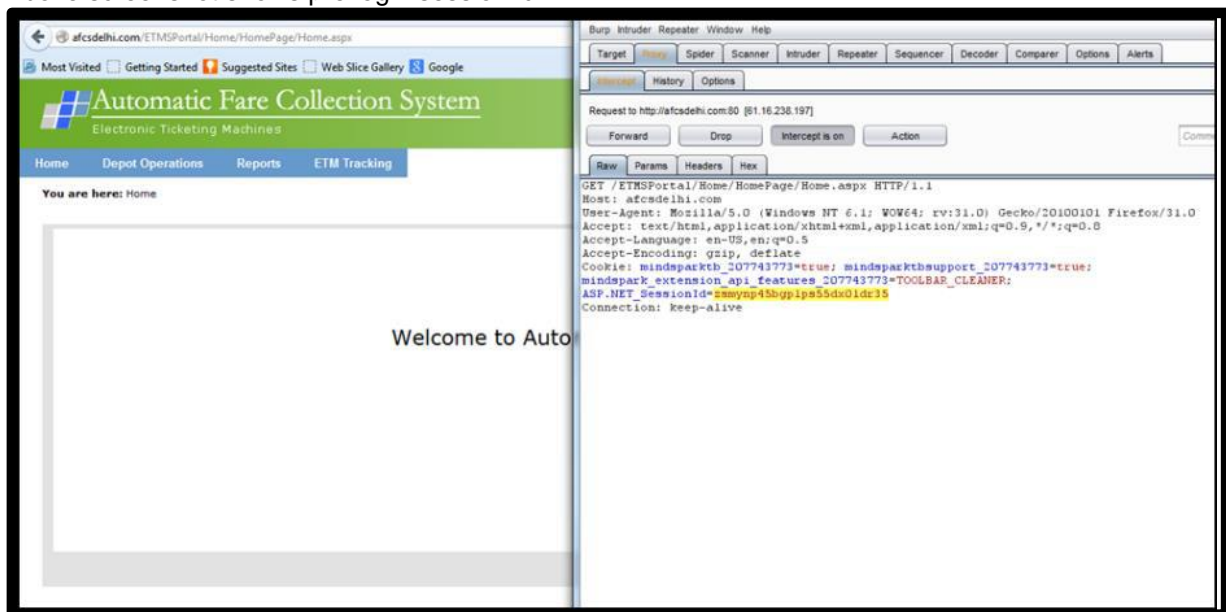 afcsdelhi.com/ETMSPortal/Home/HomePage/Home.aspx
Most Visited Getting Started Suggested Sites Web Slice Gallery Google
Automatic Fare Collection System
Electronic Ticketing Machines
Home Depot Operations Reports ETM Tracking
You are here: Home
Welcome to Auto
Burp Intruder Repeater Window Help
Target Proxy Spider Scanner Intruder Repeater Sequencer Decoder Comparer Options Alerts
Intercept History Options
Request to http://afcsdelhi.com:80 [61.16.238.197]
Forward Drop Intercept is on Action
Raw Params Headers Hex
GET /ETMSPortal/Home/HomePage/Home.aspx HTTP/1.1
Host: afcsdelhi.com
User-Agent: Mozilla/5.0 (Windows NT 6.1; WOW64; rv:31.0) Gecko/20100101 Firefox/31.0
Accept: text/html,application/xhtml+xml,application/xml;q=0.9,*/*;q=0.8
Accept-Language: en-US,en;q=0.5
Accept-Encoding: gzip, deflate
Cookie: mindsparktb_207743773=true; mindsparktbsupport_207743773=true;
mindspark_extension_api_features_207743773=TOOLBAR_CLEANER;
ASP.NET_SessionId=
Connection: keep-alive